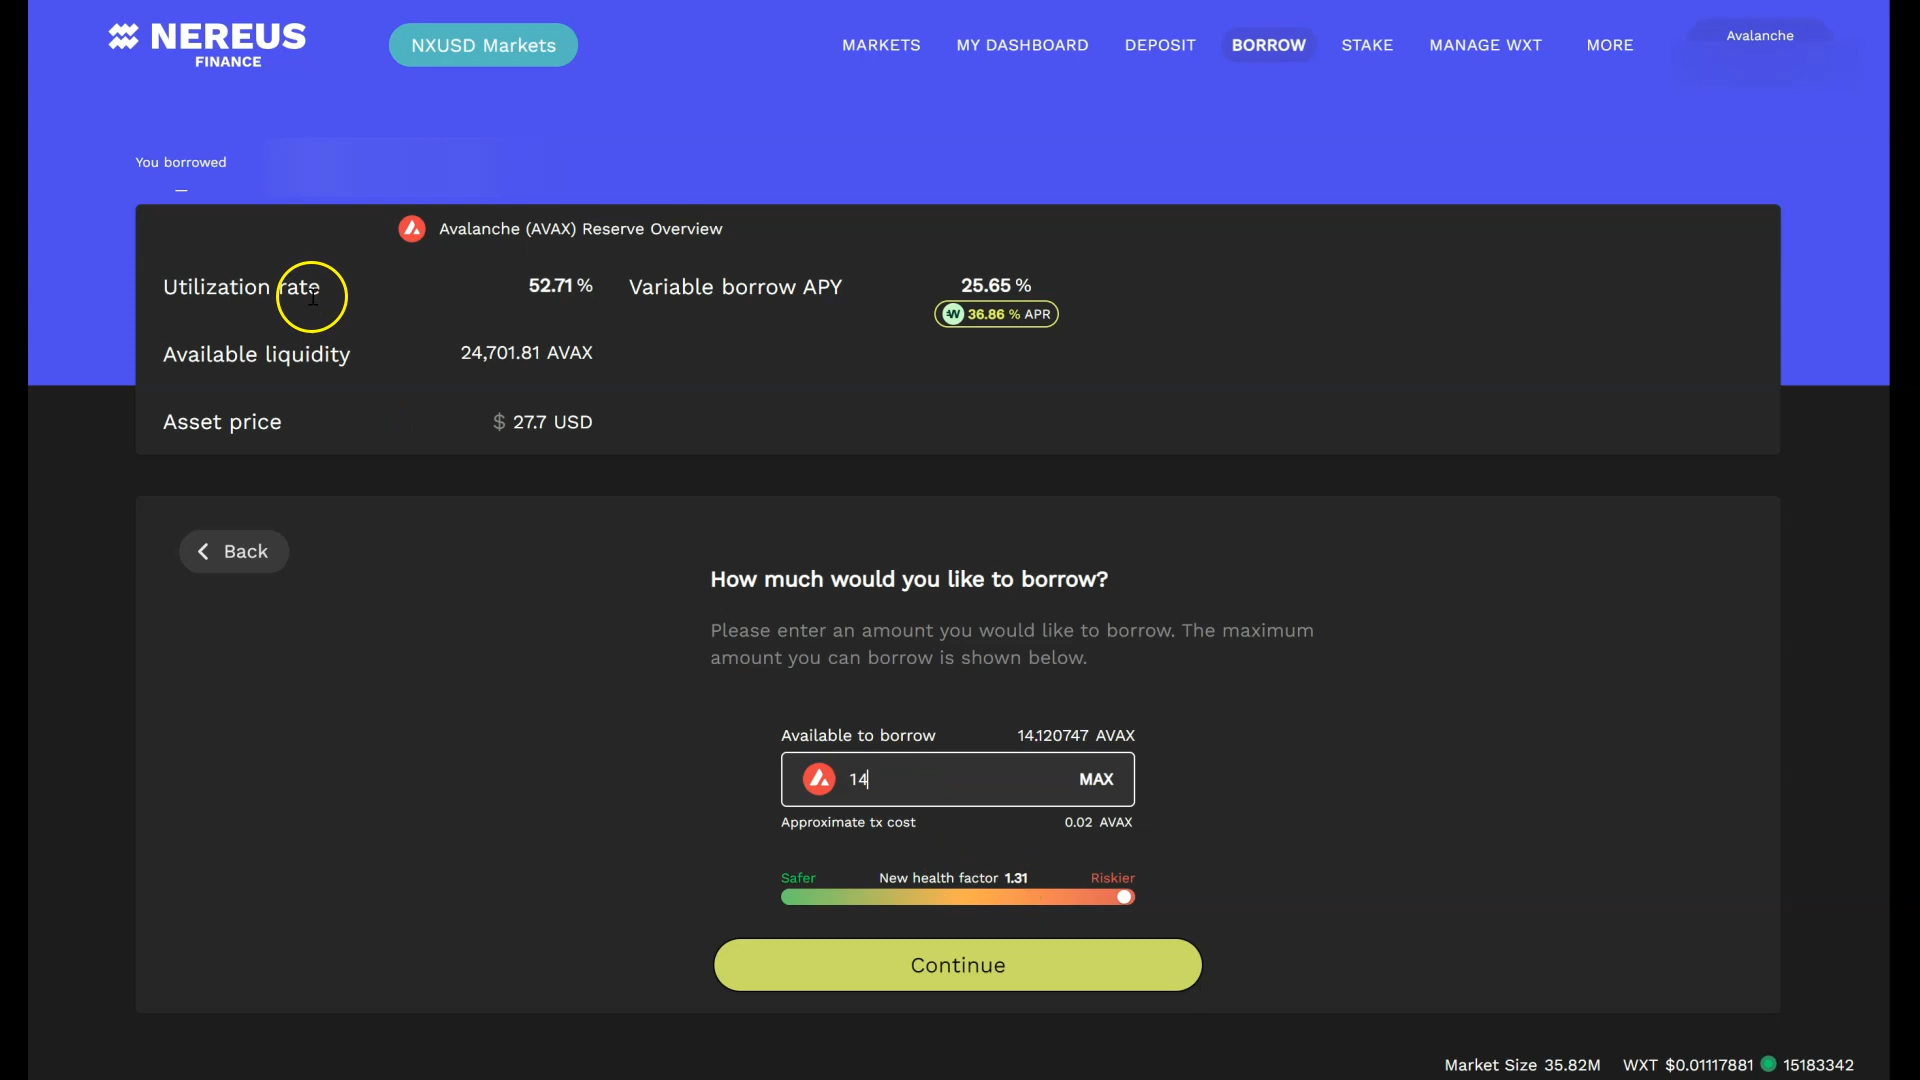 NEREUS
FINANCE
NXUSD Markets
MARKETS MY DASHBOARD DEPOSIT BORROW STAKE MANAGE WXT MORE
Avalanche
You borrowed
—
Avalanche (AVAX) Reserve Overview
Utilization rate 52.71 % Variable borrow APY 25.65 %
36.86 % APR
Available liquidity 24,701.81 AVAX
Asset price $ 27.7 USD
Back
How much would you like to borrow?
Please enter an amount you would like to borrow. The maximum
amount you can borrow is shown below.
Available to borrow 14.120747 AVAX
14 MAX
Approximate tx cost 0.02 AVAX
Safer New health factor 1.31 Riskier
Continue
Market Size 35.82M WXT $0.01117881 15183342